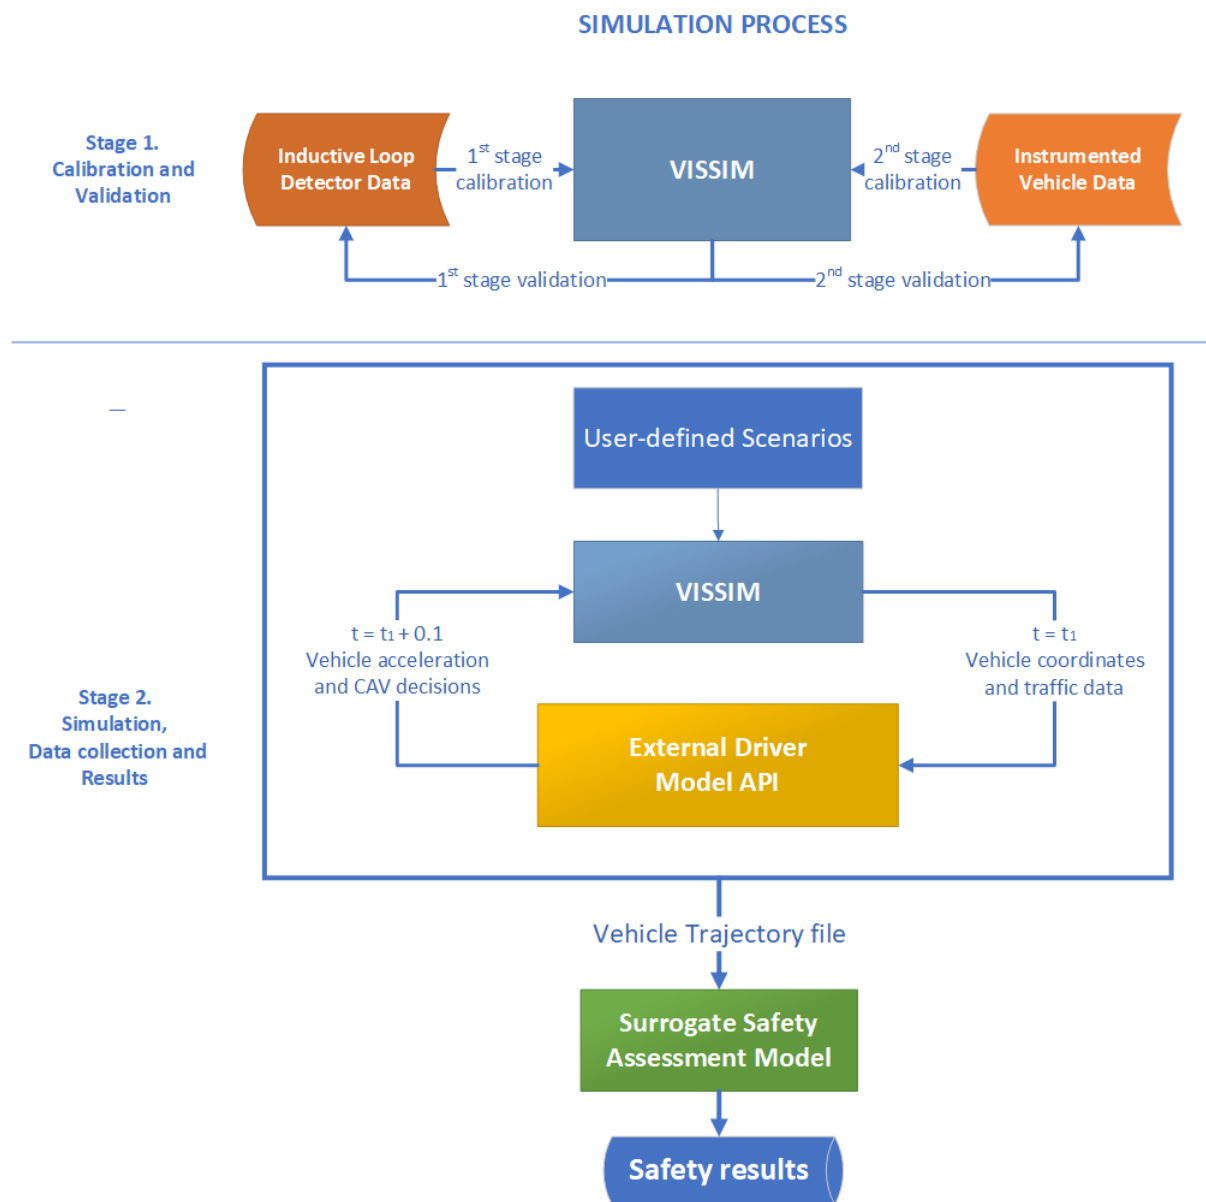 SIMULATION PROCESS
Stage 1.
Calibration and
Validation
Inductive Loop
Detector Data
1st stage
calibration
VISSIM
2nd stage
calibration
Instrumented
Vehicle Data
1st stage validation
2nd stage validation
User-defined Scenarios
VISSIM
t = t1 + 0.1
Vehicle acceleration
and CAV decisions
t = t1
Vehicle coordinates
and traffic data
Stage 2.
Simulation,
Data collection and
Results
External Driver
Model API
Vehicle Trajectory file
Surrogate Safety
Assessment Model
Safety results